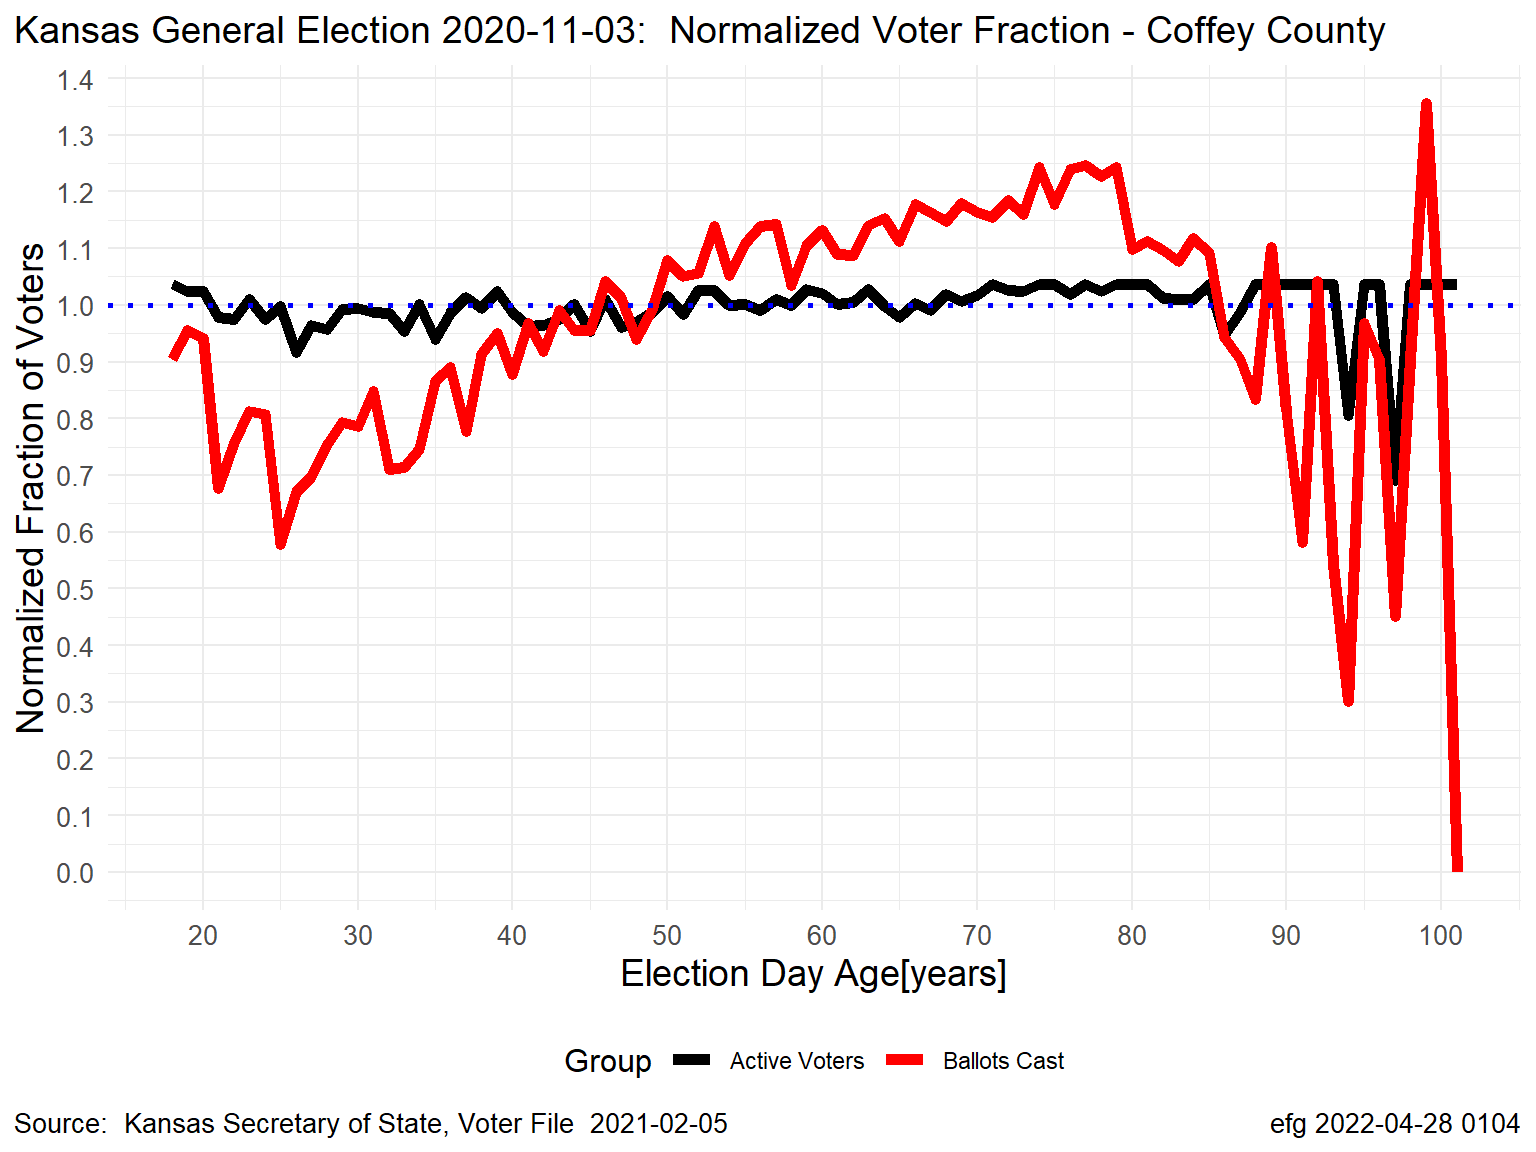 Kansas General Election 2020-11-03:  Normalized Voter Fraction - Coffey County
Normalized Fraction of Voters
1.4
1.3
1.2
1.1
1.0
0.9
0.8
0.7
0.6
0.5
0.4
0.3
0.2
0.1
0.0
20 30 40 50 60 70 80 90 100
Election Day Age[years]
Group Active Voters Ballots Cast
Source:  Kansas Secretary of State, Voter File  2021-02-05
efg 2022-04-28 0104